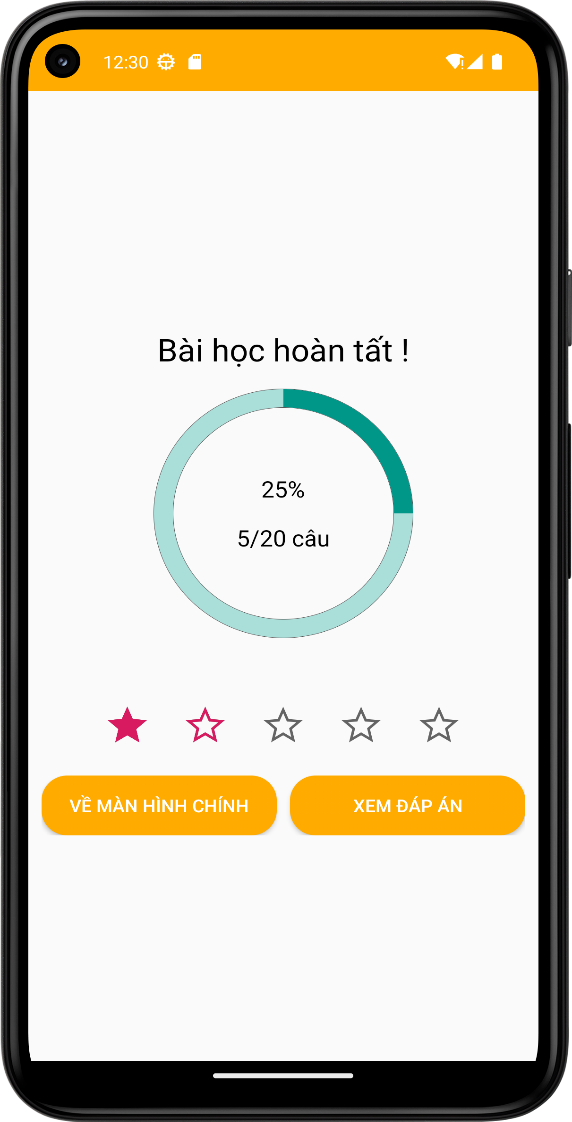 12:30
Bài học hoàn tất !
25%
5/20 câu
VỀ MÀN HÌNH CHÍNH
XEM ĐÁP ÁN